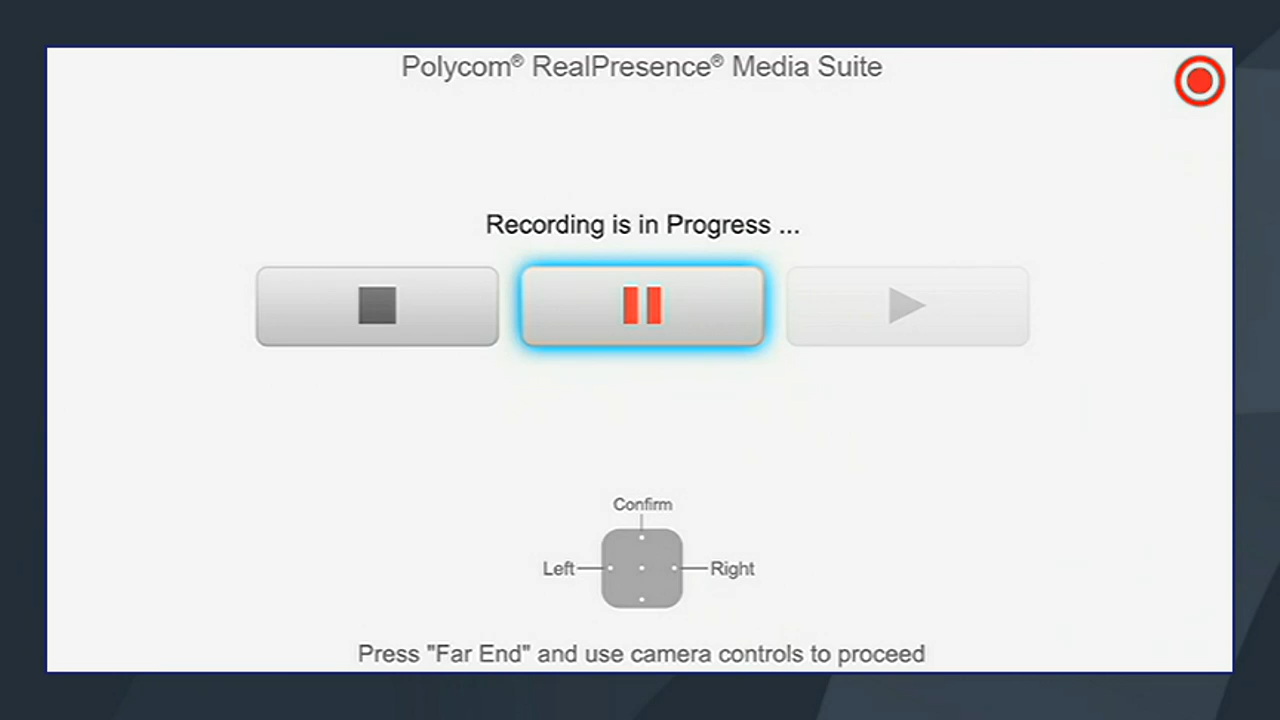 Polycom® RealPresence® Media Suite
Recording is in Progress ...
Confirm
Left
Right
Press "Far End" and use camera controls to proceed